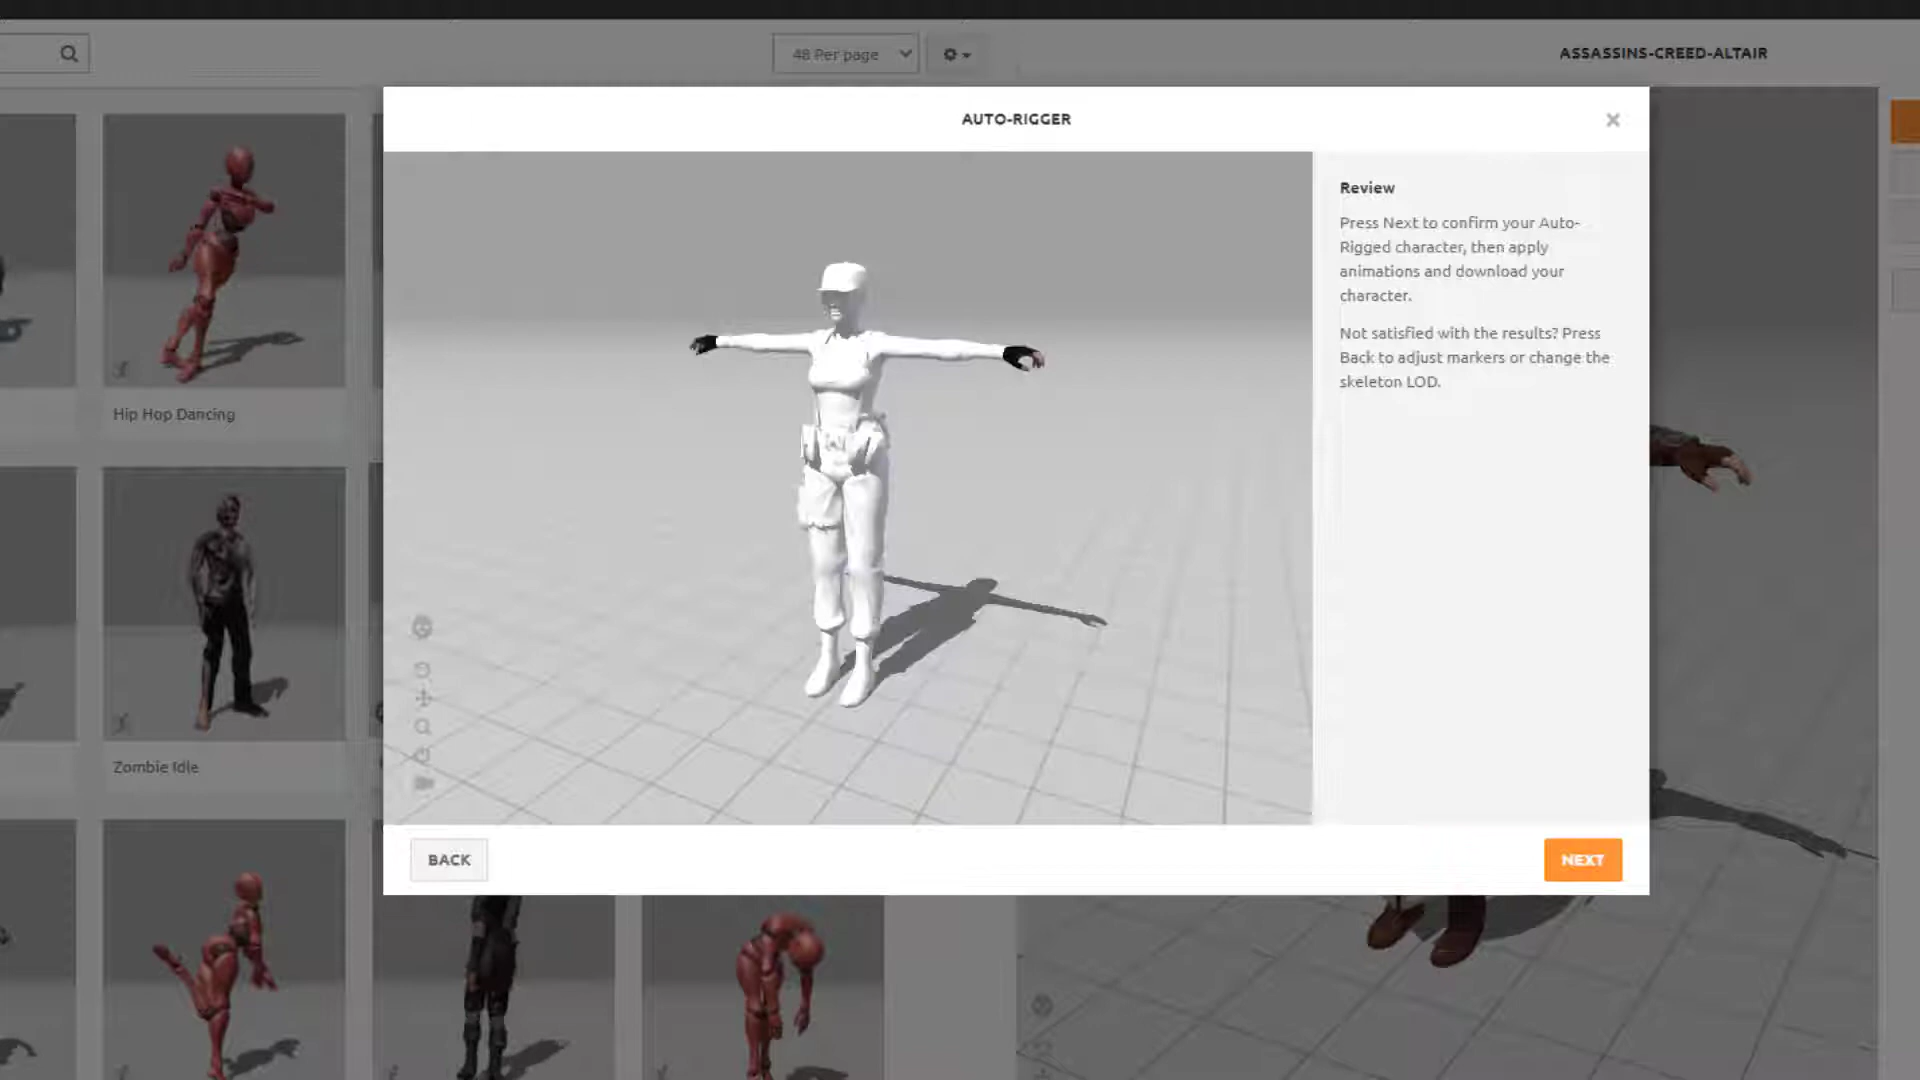 48 Per page
ASSASSINS-CREED-ALTAIR
AUTO-RIGGER
Review
Press Next to confirm your Auto-
Rigged character, then apply
animations and download your
character.
Not satisfied with the results? Press
Back to adjust markers or change the
skeleton LOD.
Hip Hop Dancing
Zombie Idle
BACK
NEXT